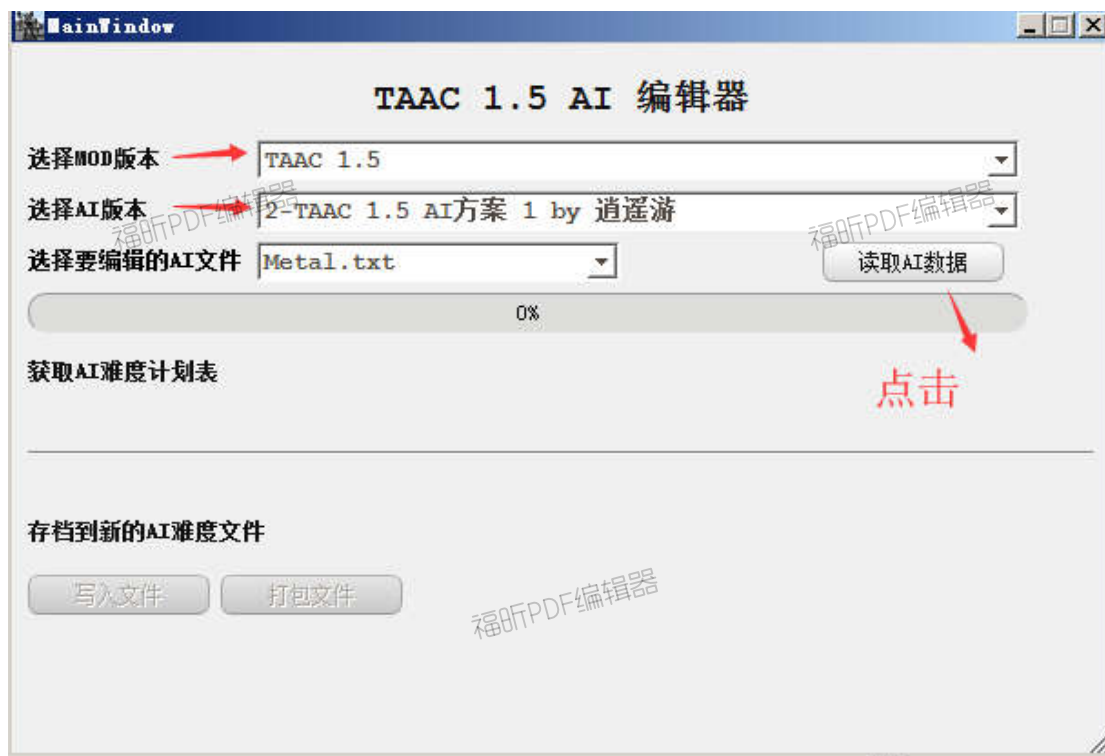 MainWindow
TAAC 1.5 AI 编辑器
选择MOD版本 TAAC 1.5
选择AI版本 2-TAAC 1.5 AI方案 1 by 逍遥游
福昕PDF编辑器 福昕PDF编辑器
选择要编辑的AI文件 Metal.txt 读取AI数据
0%
获取AI难度计划表
点击
存档到新的AI难度文件
写入文件 打包文件
福昕PDF编辑器